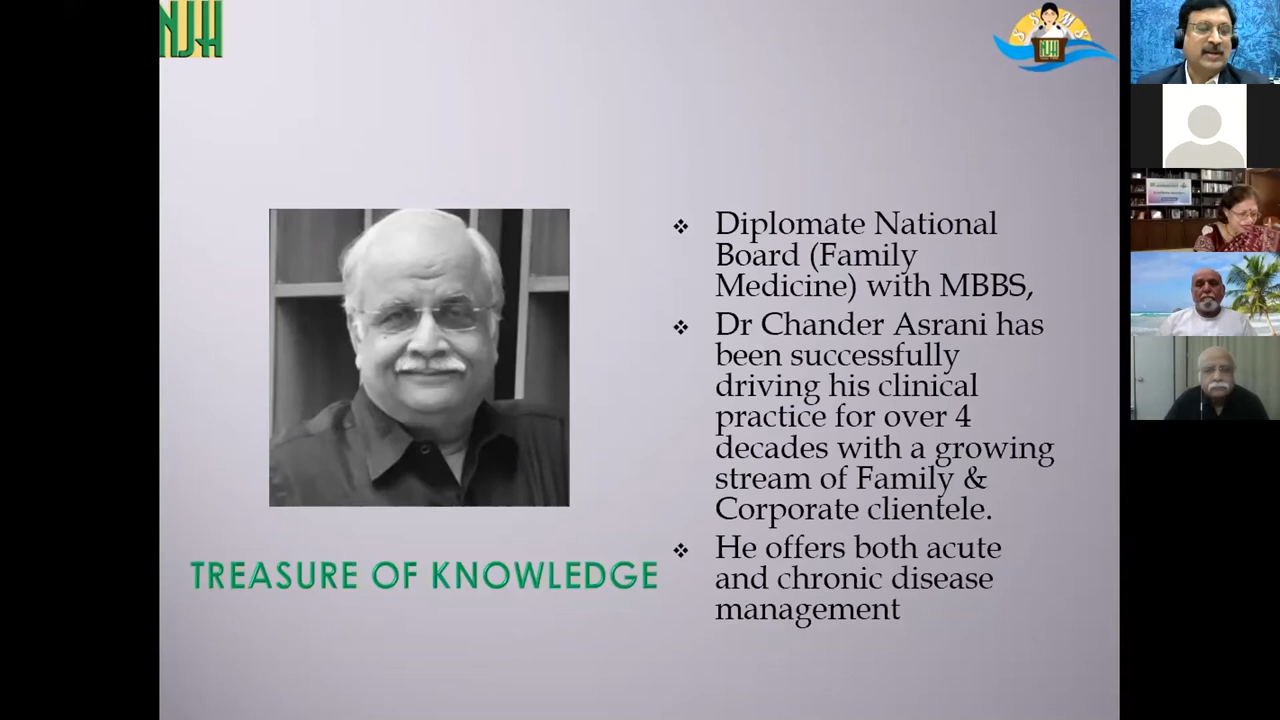 NJH
SSMS
NJH
Diplomate National
Board (Family
Medicine) with MBBS,
Dr Chander Asrani has
been successfully
driving his clinical
practice for over 4
decades with a growing
stream of Family &
Corporate clientele.
He offers both acute
and chronic disease
management
TREASURE OF KNOWLEDGE